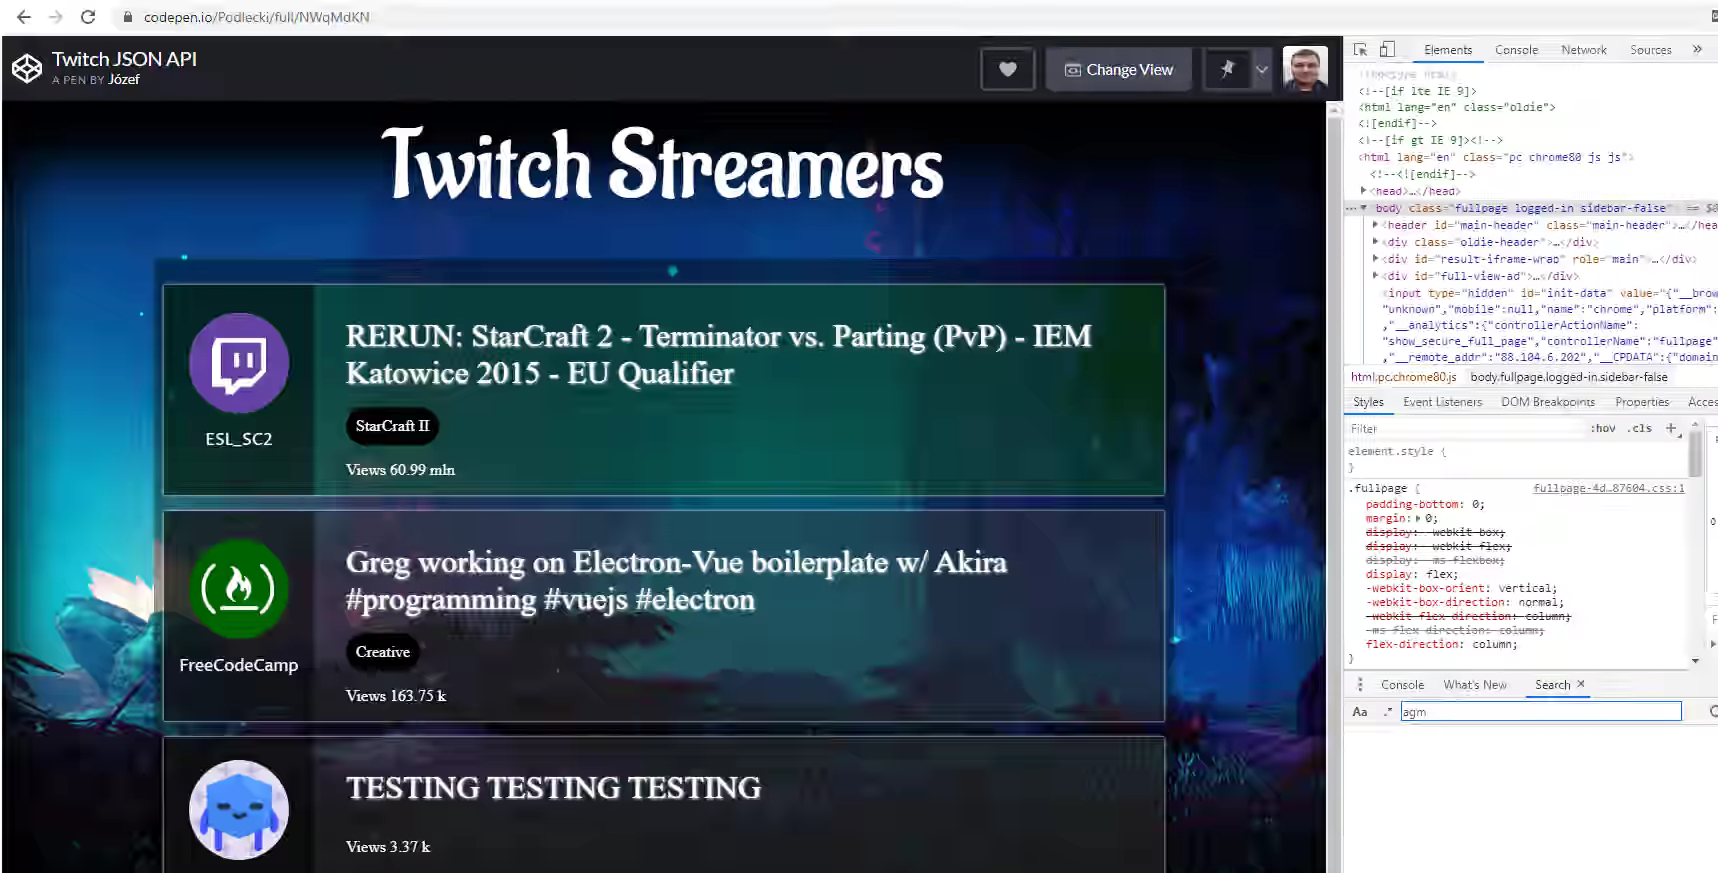 codepen.io/Podlecki/full/NWqMdKN
Twitch JSON API
A PEN BY Józef
Change View
Twitch Streamers
RERUN: StarCraft 2 - Terminator vs. Parting (PvP) - IEM
Katowice 2015 - EU Qualifier
StarCraft II
ESL_SC2
Views 60.99 mln
Greg working on Electron-Vue boilerplate w/ Akira
#programming #vuejs #electron
Creative
FreeCodeCamp
Views 163.75 k
TESTING TESTING TESTING
Views 3.37 k
Elements Console Network Sources »
<!--[if lte IE 9]>
<html lang="en" class="oldie">
<![endif]-->
<!--[if gt IE 9]><!-->
<html lang="en" class="pc chrome80 js js">
<!--<![endif]-->
<head>…</head>
body class="fullpage logged-in sidebar-false" == $0
<header id="main-header" class="main-header">…</hea
<div class="oldie-header">…</div>
<div id="result-iframe-wrap" role="main">…</div>
<div id="full-view-ad">…</div>
<input type="hidden" id="init-data" value="{"__brow
"unknown","mobile":null,"name":"chrome","platform":
,"__analytics":{"controllerActionName":
"show_secure_full_page","controllerName":"fullpage"
,"__remote_addr":"88.104.6.202","__CPDATA":{"domain
html.pc.chrome80.js body.fullpage.logged-in.sidebar-false
Styles Event Listeners DOM Breakpoints Properties Acces
Filter :hov .cls +
element.style {
}
.fullpage { fullpage-4d…87604.css:1
padding-bottom: 0;
margin: 0;
display: -webkit-box;
display: -webkit-flex;
display: -ms-flexbox;
display: flex;
-webkit-box-orient: vertical;
-webkit-box-direction: normal;
-webkit-flex-direction: column;
-ms-flex-direction: column;
flex-direction: column;
}
Console What's New Search ×
Aa .* agm